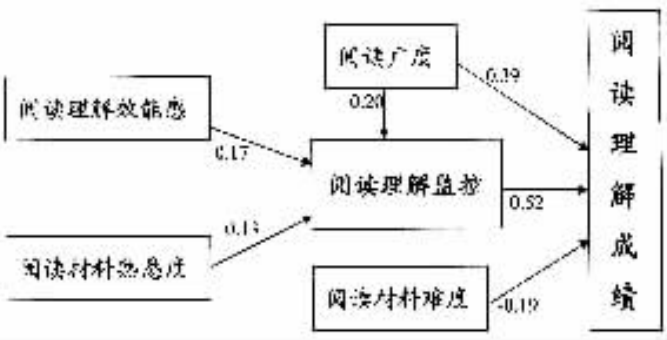 阅读广度
0.39
阅读理解效能感
0.20
0.17
阅读理解监控
0.52
0.13
阅读材料熟悉度
阅读材料难度
-0.19
阅读理解成绩